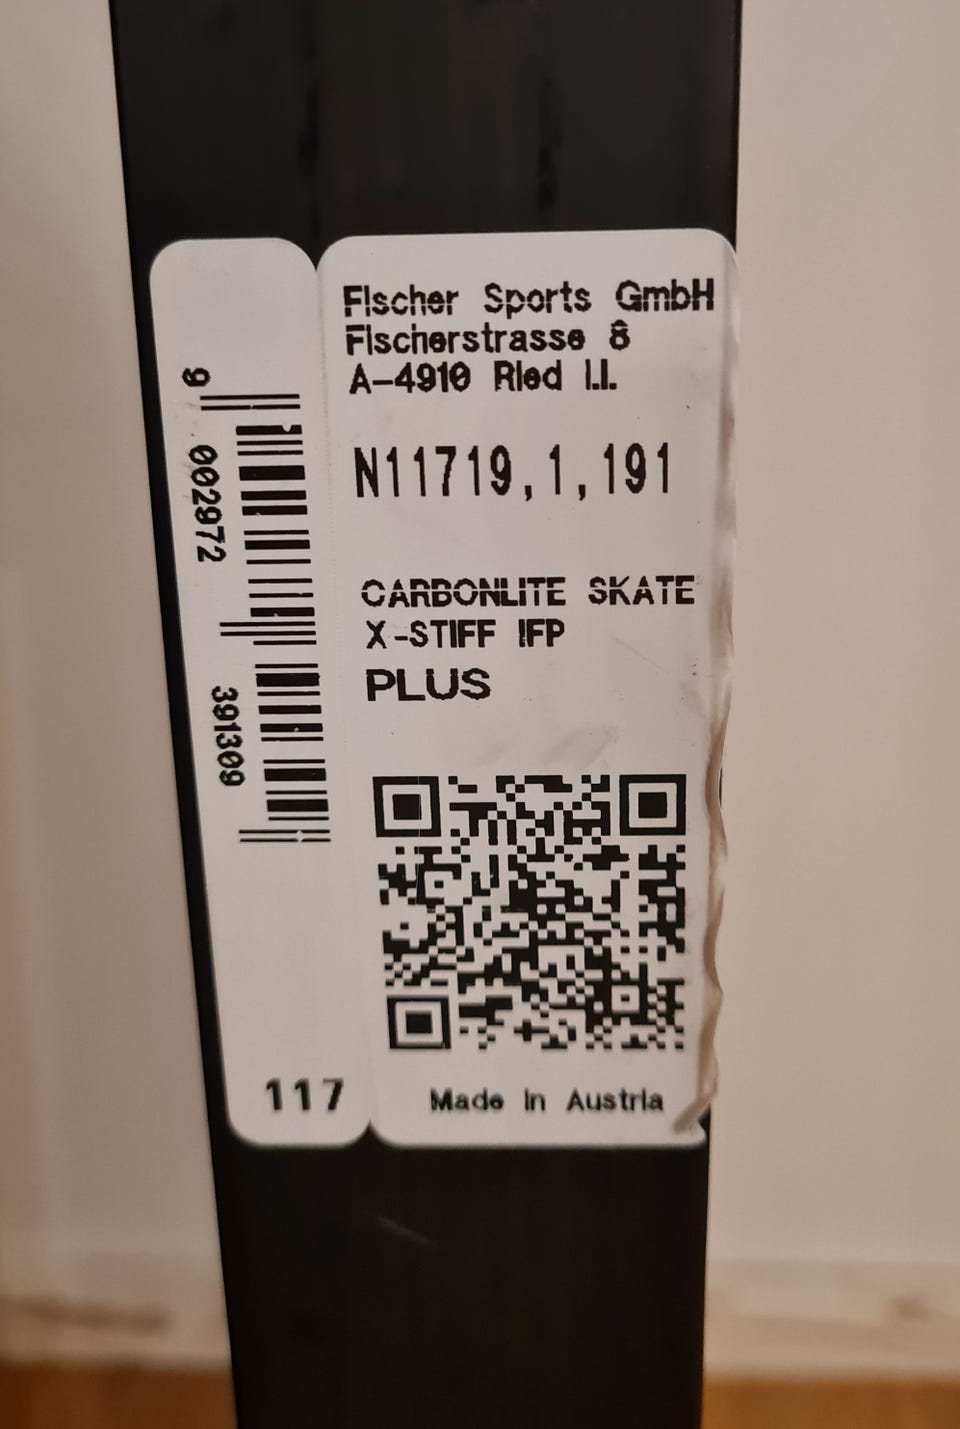 Fischer Sports GmbH
Fischerstrasse 8
A-4910 Ried I.I.
N11719,1,191
CARBONLITE SKATE
X-STIFF IFP
PLUS
Made in Austria
9 002972 391309
117